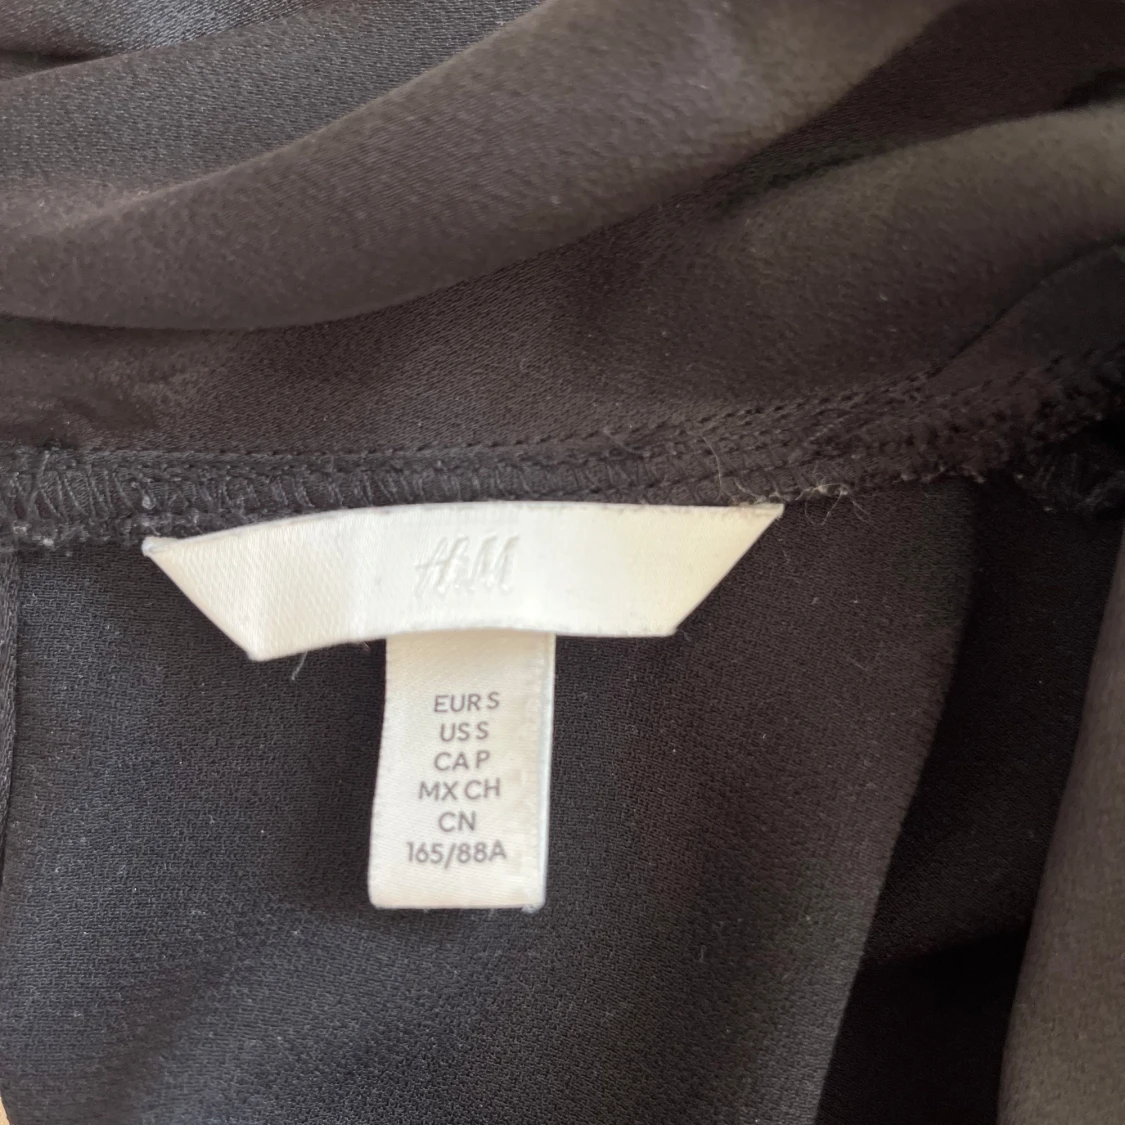 H&M
EUR S
US S
CA P
MX CH
CN
165/88A